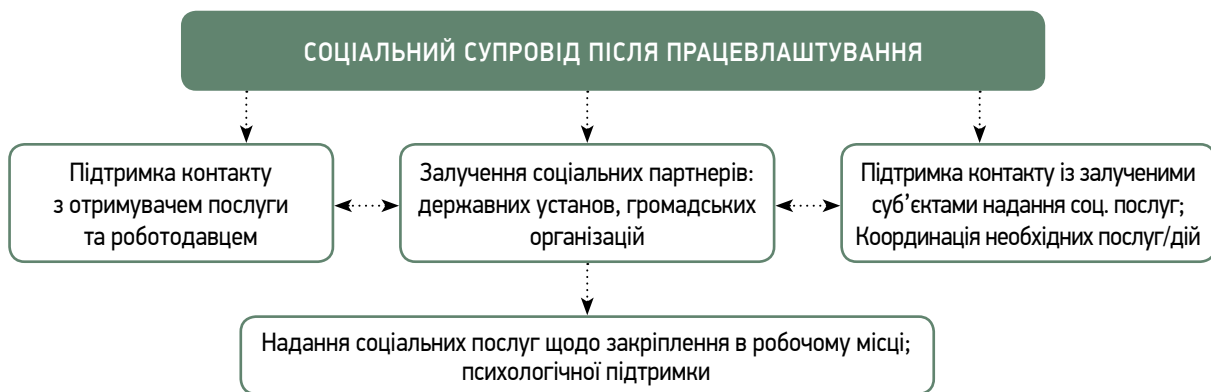 СОЦІАЛЬНИЙ СУПРОВІД ПІСЛЯ ПРАЦЕВЛАШТУВАННЯ
Підтримка контакту
з отримувачем послуги
та роботодавцем
Залучення соціальних партнерів:
державних установ, громадських
організацій
Підтримка контакту із залученими
суб’єктами надання соц. послуг;
Координація необхідних послуг/дій
Надання соціальних послуг щодо закріплення в робочому місці;
психологічної підтримки